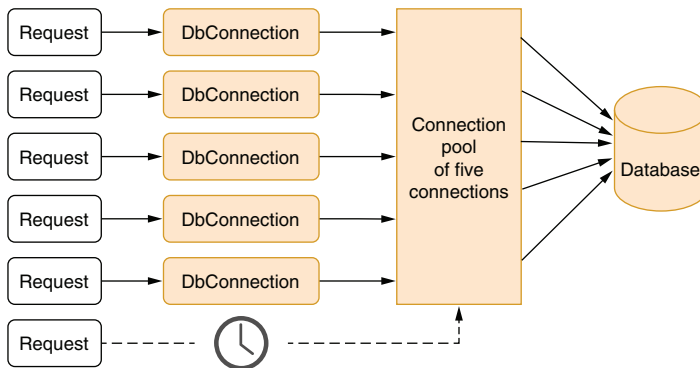 Request
DbConnection
Request
DbConnection
Request
DbConnection
Request
DbConnection
Request
DbConnection
Request
Connection
pool
of five
connections
Database